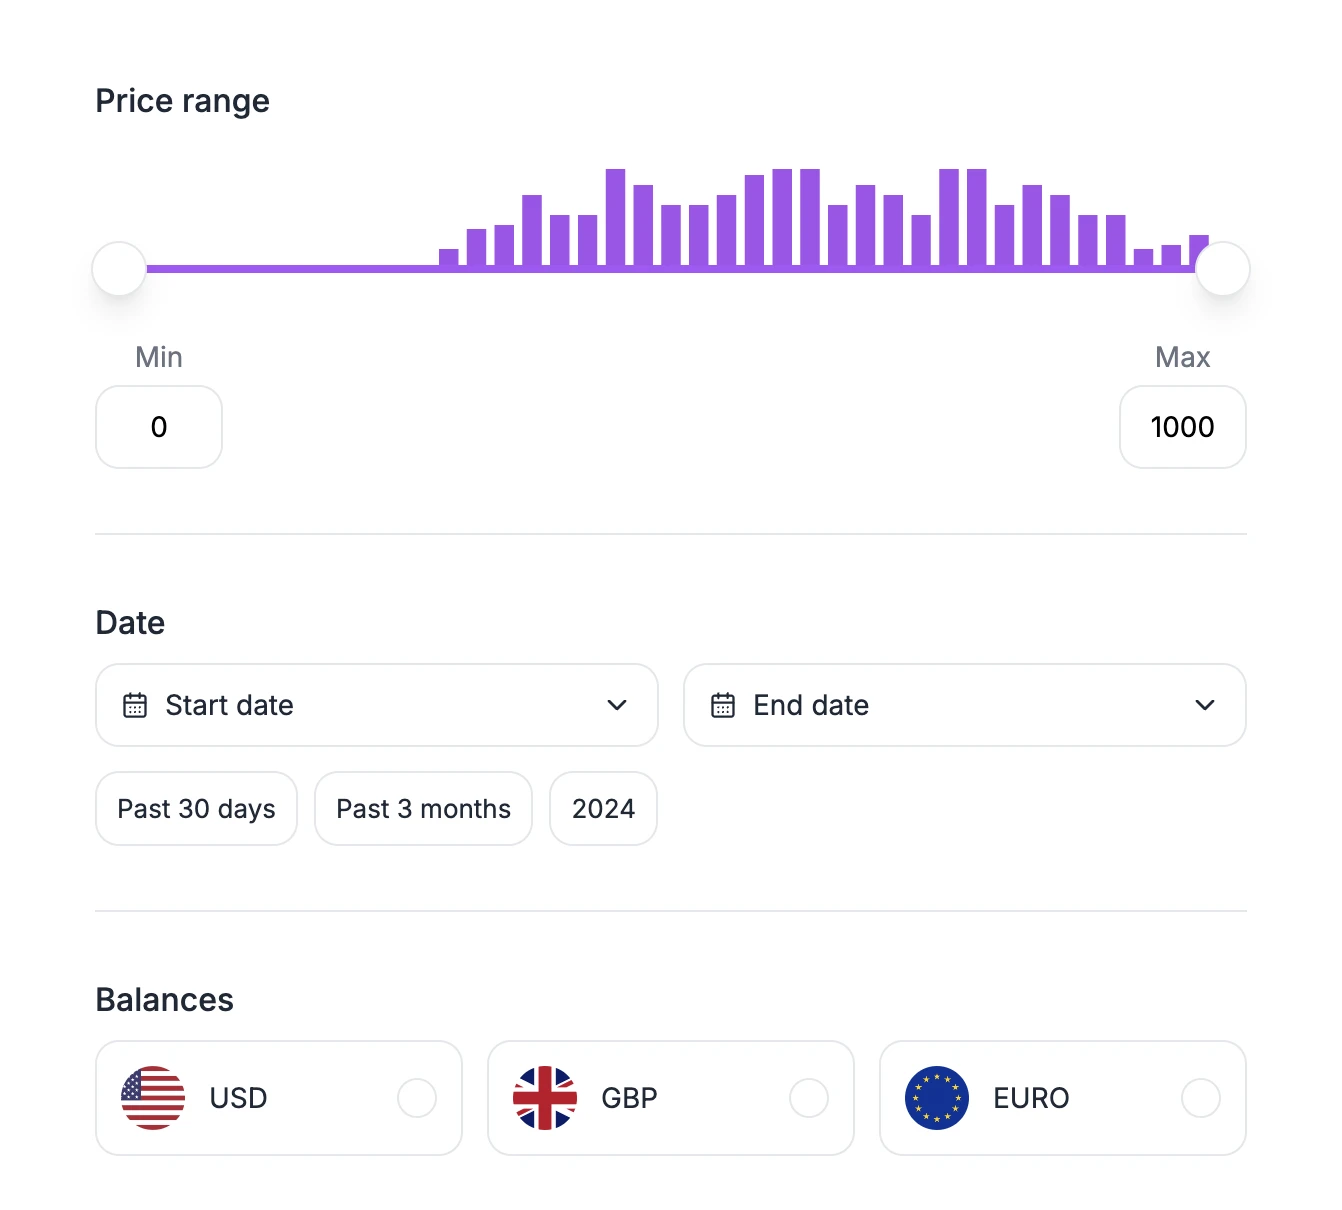 Price range
Min
Max
0
1000
Date
Start date
End date
Past 30 days
Past 3 months
2024
Balances
USD
GBP
EURO